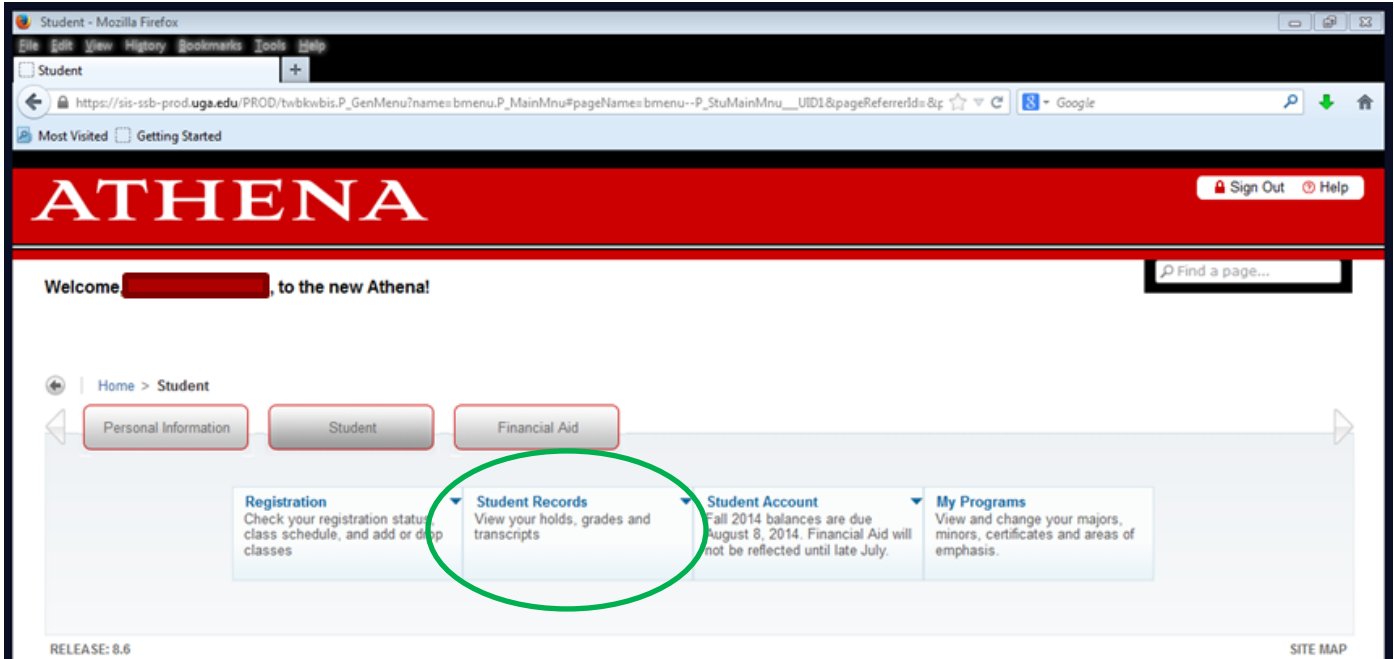 Student - Mozilla Firefox
File Edit View History Bookmarks Tools Help
Student +
https://sis-ssb-prod.uga.edu/PROD/twbkwbis.P_GenMenu?name=bmenu.P_MainMnu#pageName=bmenu--P_StuMainMnu___UID1&pageReferrerId=&p
8 Google
Most Visited Getting Started
ATHENA
Sign Out Help
Find a page...
Welcome, , to the new Athena!
Home > Student
Personal Information Student Financial Aid
Registration
Check your registration status,
class schedule, and add or drop
classes
Student Records
View your holds, grades and
transcripts
Student Account
Fall 2014 balances are due
August 8, 2014. Financial Aid will
not be reflected until late July.
My Programs
View and change your majors,
minors, certificates and areas of
emphasis.
RELEASE: 8.6 SITE MAP